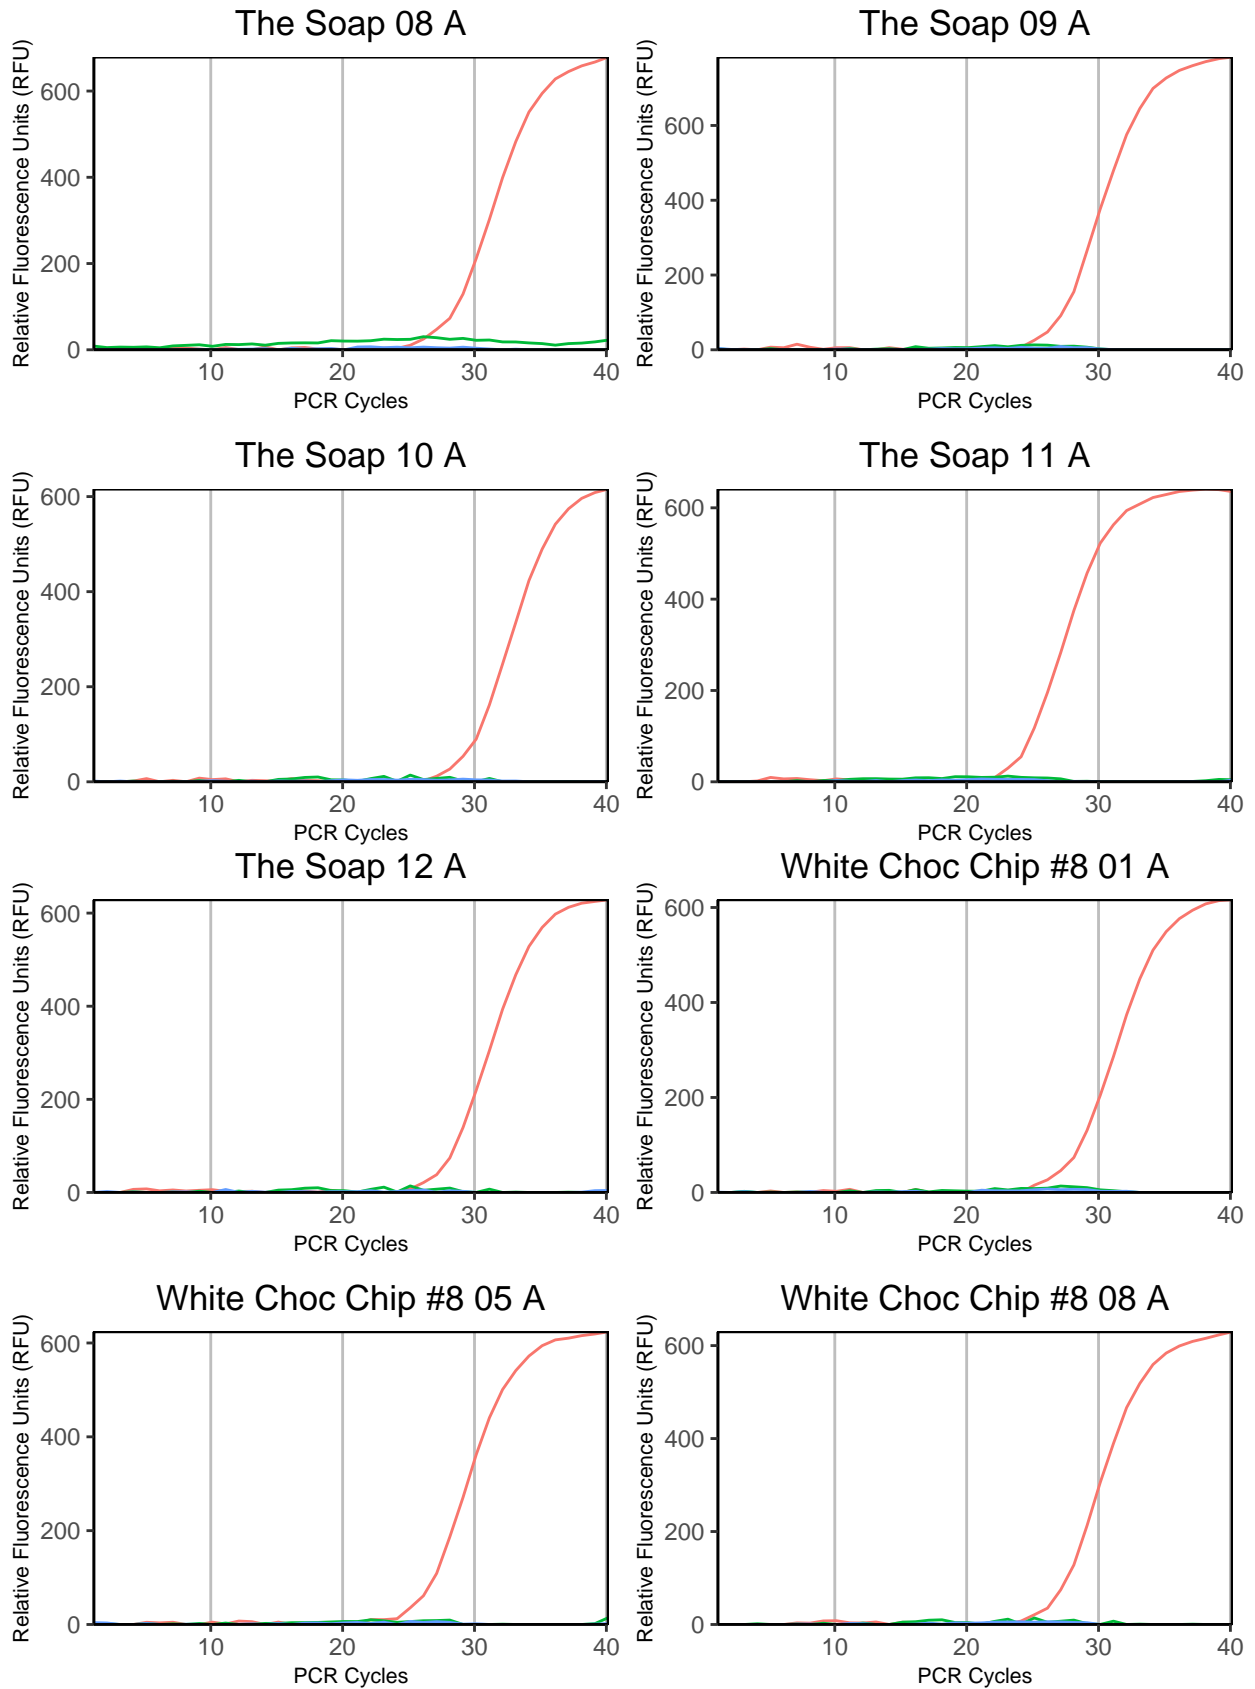 The Soap 08 A
Relative Fluorescence Units (RFU)
600
400
200
0
10
20
30
40
PCR Cycles
The Soap 09 A
Relative Fluorescence Units (RFU)
600
400
200
0
10
20
30
40
PCR Cycles
The Soap 10 A
Relative Fluorescence Units (RFU)
600
400
200
0
10
20
30
40
PCR Cycles
The Soap 11 A
Relative Fluorescence Units (RFU)
600
400
200
0
10
20
30
40
PCR Cycles
The Soap 12 A
Relative Fluorescence Units (RFU)
600
400
200
0
10
20
30
40
PCR Cycles
White Choc Chip #8 01 A
Relative Fluorescence Units (RFU)
600
400
200
0
10
20
30
40
PCR Cycles
White Choc Chip #8 05 A
Relative Fluorescence Units (RFU)
600
400
200
0
10
20
30
40
PCR Cycles
White Choc Chip #8 08 A
Relative Fluorescence Units (RFU)
600
400
200
0
10
20
30
40
PCR Cycles